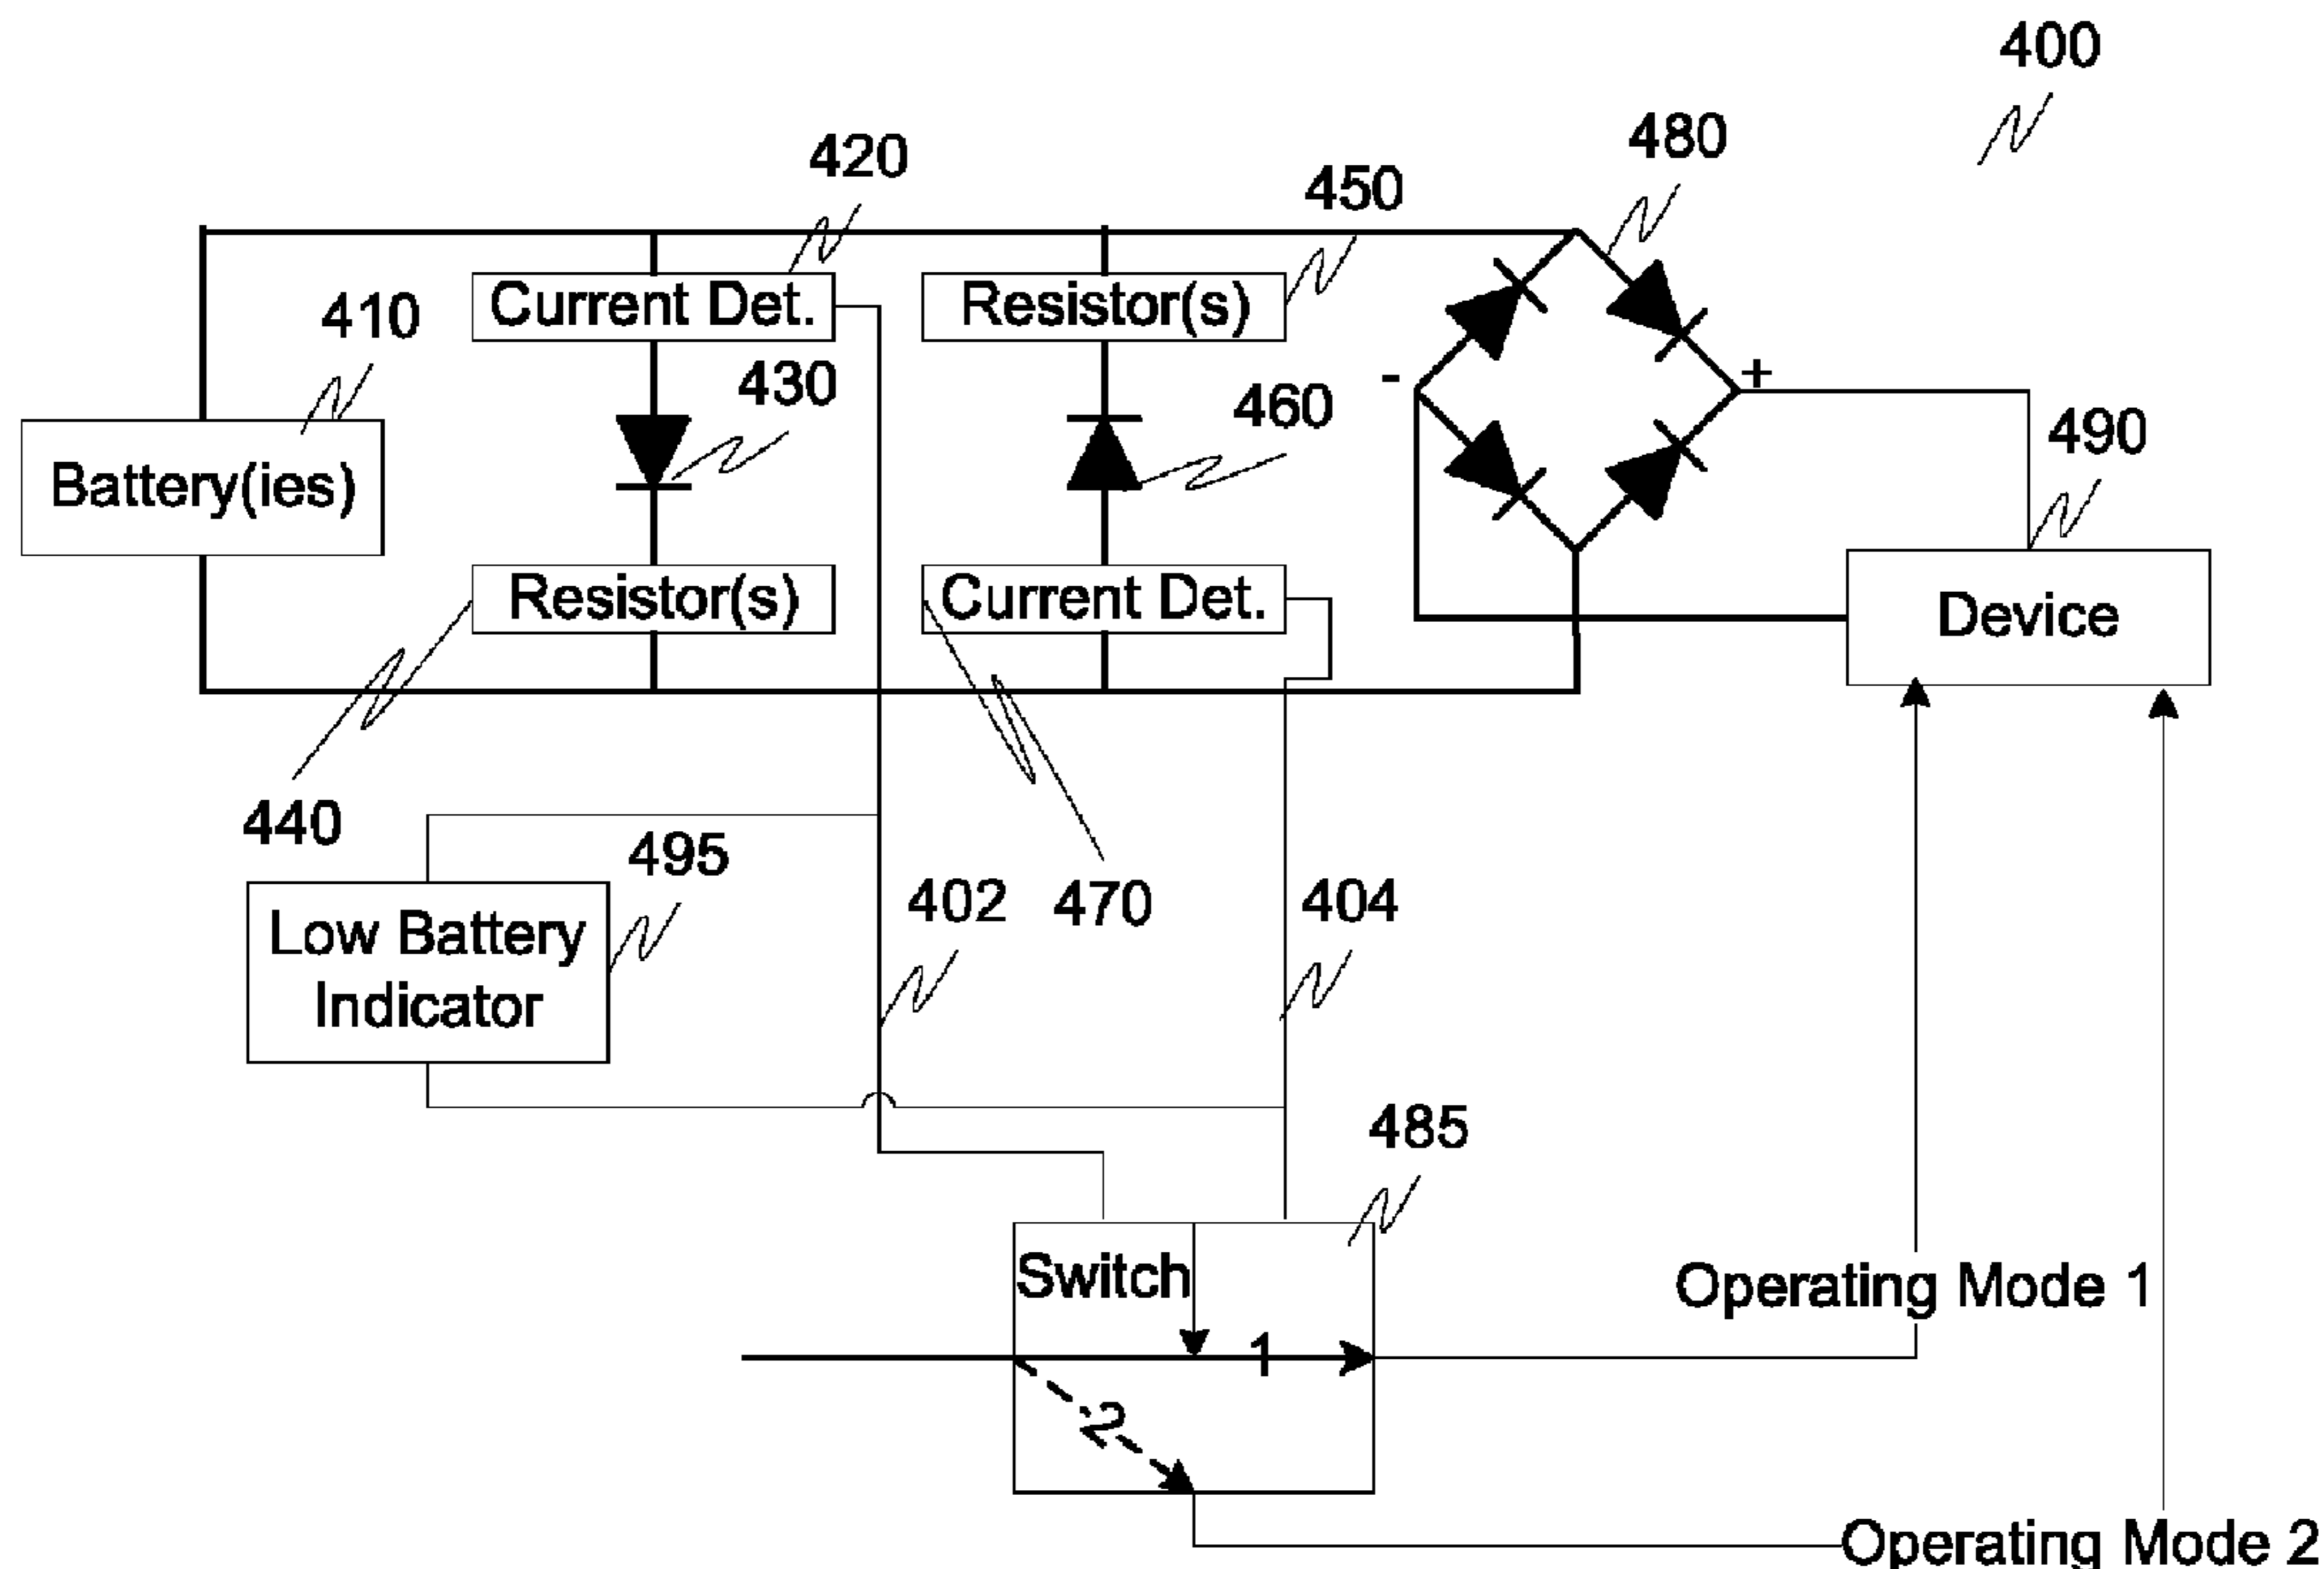 400
480
420
450
Current Det.
Resistor(s)
410
430
460
-
+
490
Battery(ies)
Resistor(s)
Current Det.
Device
440
495
402
470
404
Low Battery
Indicator
485
Switch
Operating Mode 1
1
2
Operating Mode 2